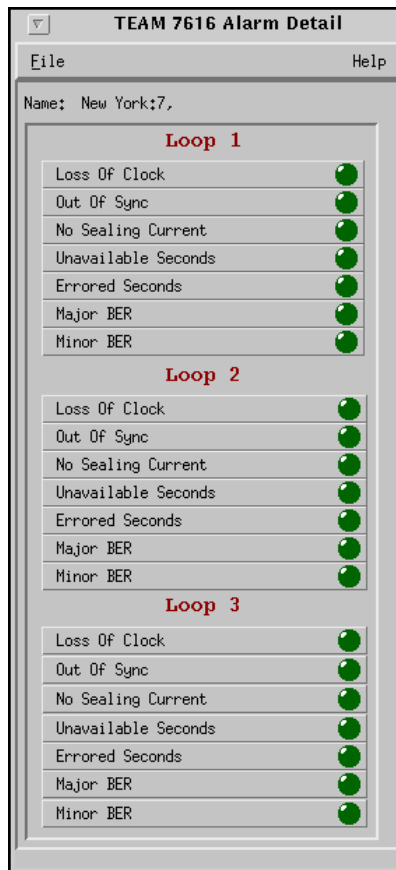 TEAM 7616 Alarm Detail
File Help
Name: New York:7,
Loop 1
Loss Of Clock
Out Of Sync
No Sealing Current
Unavailable Seconds
Errored Seconds
Major BER
Minor BER
Loop 2
Loss Of Clock
Out Of Sync
No Sealing Current
Unavailable Seconds
Errored Seconds
Major BER
Minor BER
Loop 3
Loss Of Clock
Out Of Sync
No Sealing Current
Unavailable Seconds
Errored Seconds
Major BER
Minor BER